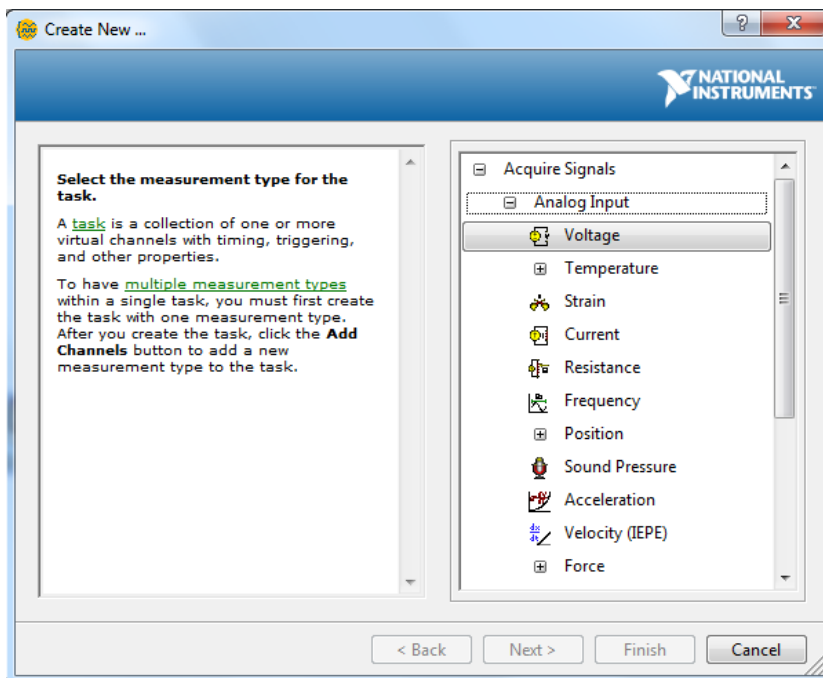 Create New ...
NATIONAL
INSTRUMENTS
Select the measurement type for the
task.
A task is a collection of one or more
virtual channels with timing, triggering,
and other properties.
To have multiple measurement types
within a single task, you must first create
the task with one measurement type.
After you create the task, click the Add
Channels button to add a new
measurement type to the task.
Acquire Signals
Analog Input
Voltage
Temperature
Strain
Current
Resistance
Frequency
Position
Sound Pressure
Acceleration
dx
dt
Velocity (IEPE)
Force
< Back
Next >
Finish
Cancel